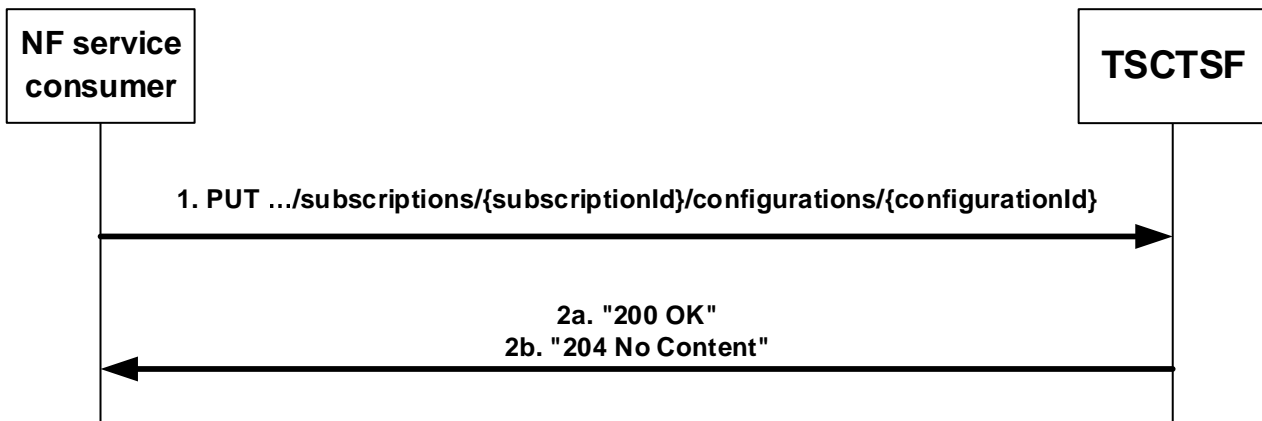 NF service
consumer
TSCTSF
1. PUT …/subscriptions/{subscriptionId}/configurations/{configurationId}
2a. "200 OK"
2b. "204 No Content"